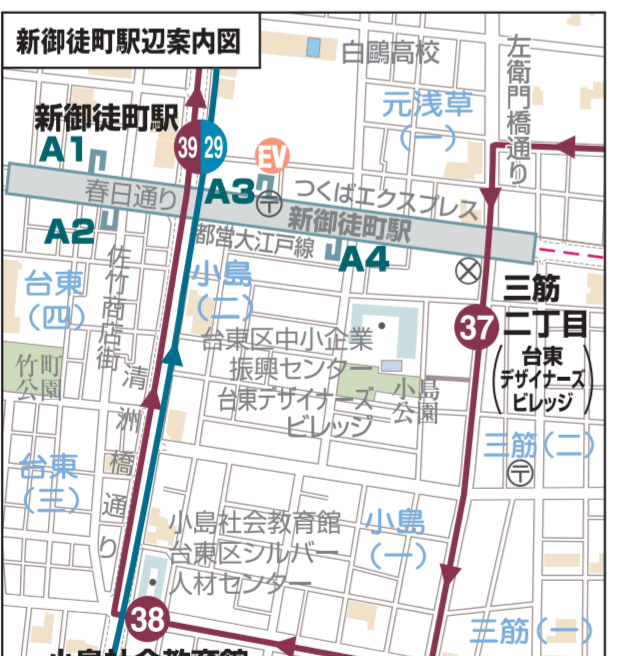 新御徒町駅辺案内図
白鷗高校
左衛門橋通り
元浅草
(一)
新御徒町駅
39
29
EV
A1
春日通り
A3
〒
つくばエクスプレス
新御徒町駅
A2
都営大江戸線
A4
佐竹商店街
台東
(四)
小島
(二)
三筋
二丁目
37
(台東
デザイナーズ
ビレッジ)
台東区中小企業
振興センター
台東デザイナーズ
ビレッジ
小島
公園
竹町
公園
清洲橋通り
三筋(二)
〒
台東
(三)
小島社会教育館
台東区シルバー
人材センター
小島
(一)
38
三筋(一)
小島社会教育館